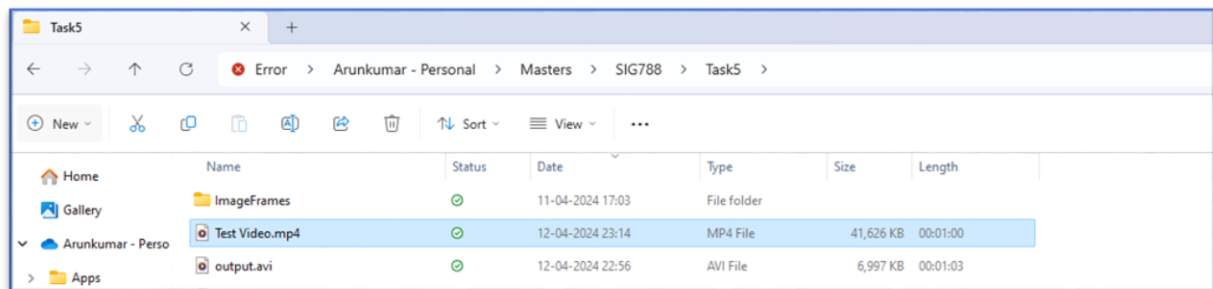 Task5
Error > Arunkumar - Personal > Masters > SIG788 > Task5 >
New Sort View ...
Name Status Date Type Size Length
Home
Gallery
Arunkumar - Perso
Apps
ImageFrames 11-04-2024 17:03 File folder
Test Video.mp4 12-04-2024 23:14 MP4 File 41,626 KB 00:01:00
output.avi 12-04-2024 22:56 AVI File 6,997 KB 00:01:03